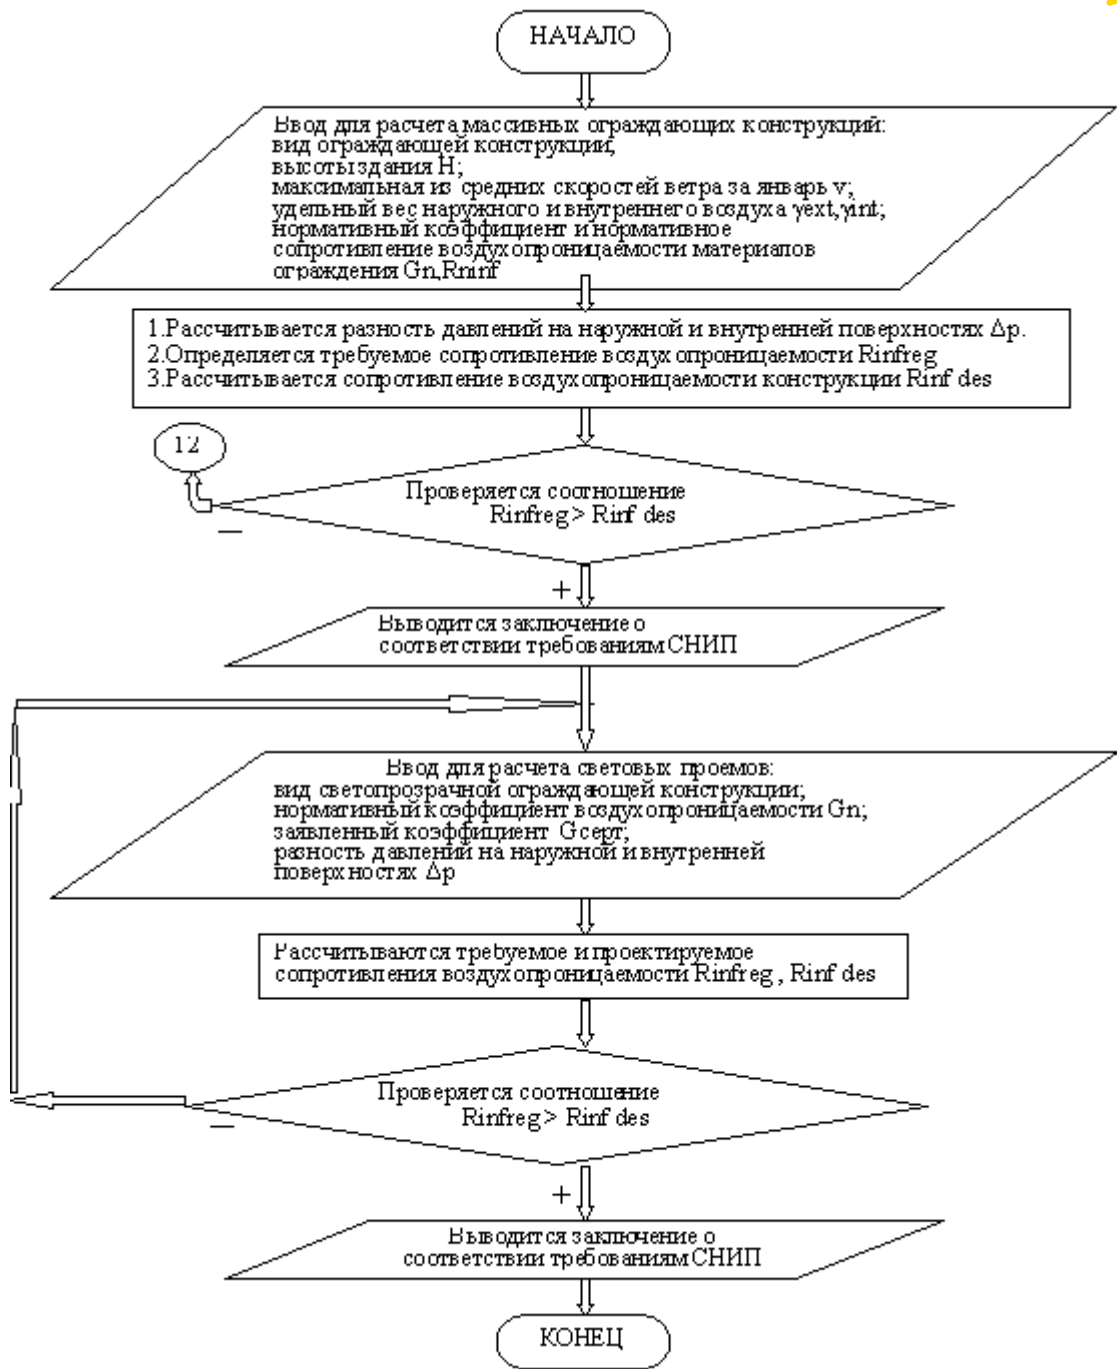 НАЧАЛО
Ввод для расчета массивных ограждающих конструкций:
вид ограждающей конструкции;
высоты здания H;
максимальная из средних скоростей ветра за январь v;
удельный вес наружного и внутреннего воздуха γext,γint;
нормативный коэффициент и нормативное
сопротивление воздухопроницаемости материалов
ограждения Gn,Rninf
1.Рассчитывается разность давлений на наружной и внутренней поверхностях Δp.
2.Определяется требуемое сопротивление воздухопроницаемости Rinfreg
3.Рассчитывается сопротивление воздухопроницаемости конструкции Rinf des
12
Проверяется соотношение
Rinfreg > Rinf des
—
+
Выводится заключение о
соответствии требованиям СНИП
Ввод для расчета световых проемов:
вид светопрозрачной ограждающей конструкции;
нормативный коэффициент воздухопроницаемости Gn;
заявленный коэффициент Gсерт;
разность давлений на наружной и внутренней
поверхностях Δp
Рассчитываются требуемое и проектируемое
сопротивления воздухопроницаемости Rinfreg , Rinf des
Проверяется соотношение
Rinfreg > Rinf des
—
+
Выводится заключение о
соответствии требованиям СНИП
КОНЕЦ